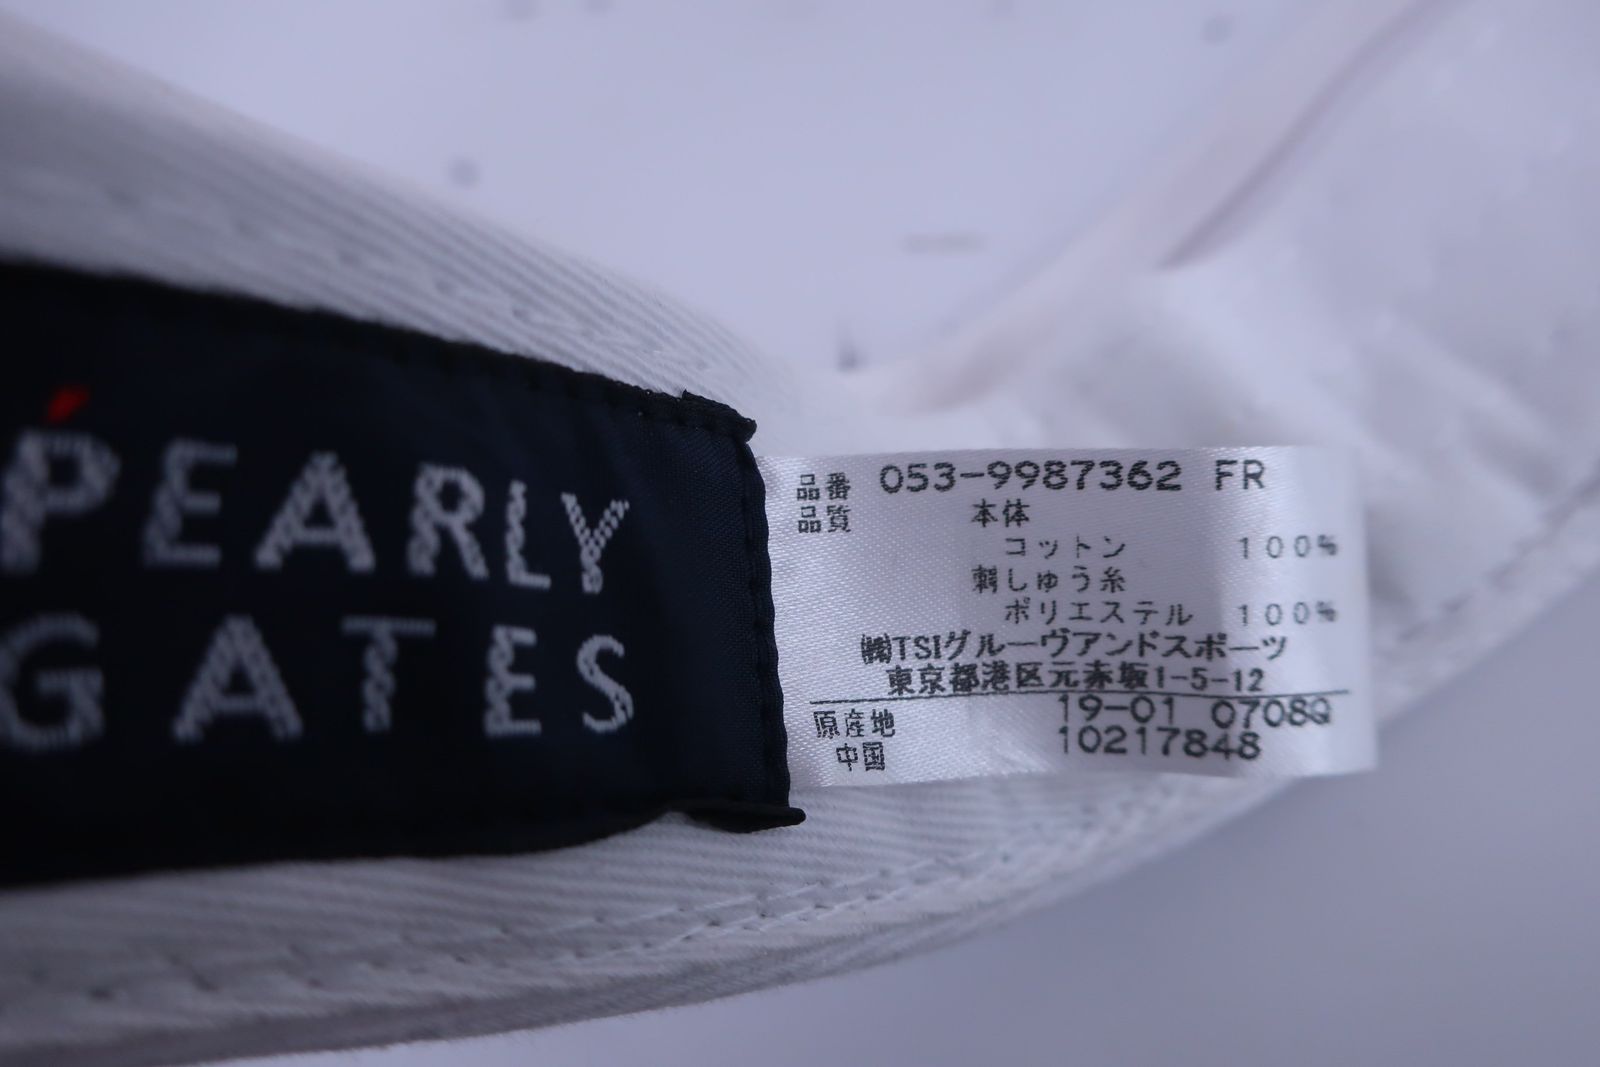 PEARLY
GATES
品番 053-9987362 FR
品質 本体
コットン 100%
刺しゅう糸
ポリエステル 100%
㈱TSIグルーヴアンドスポーツ
東京都港区元赤坂1-5-12
原産地 19-01 0708Q
中国 10217848